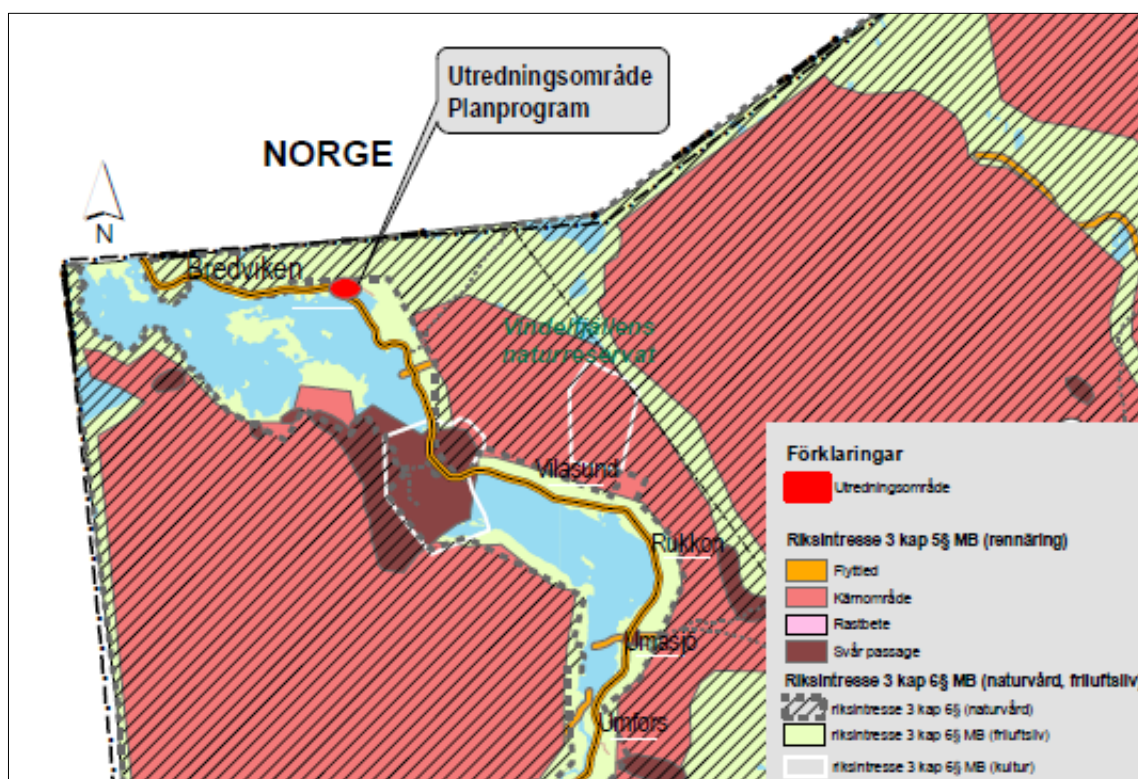 Utredningsområde
Planprogram
NORGE
N
Bredviken
Vindelfjällens
naturreservat
Vilasund
Rukkon
Umasjö
Umfors
Förklaringar
Utredningsområde
Riksintresse 3 kap 5§ MB (rennäring)
Flyttled
Kärnområde
Rastbete
Svår passage
Riksintresse 3 kap 6§ MB (naturvård, friluftsliv
riksintresse 3 kap 6§ (naturvård)
riksintresse 3 kap 6§ MB (friluftsliv)
riksintresse 3 kap 6§ MB (kultur)